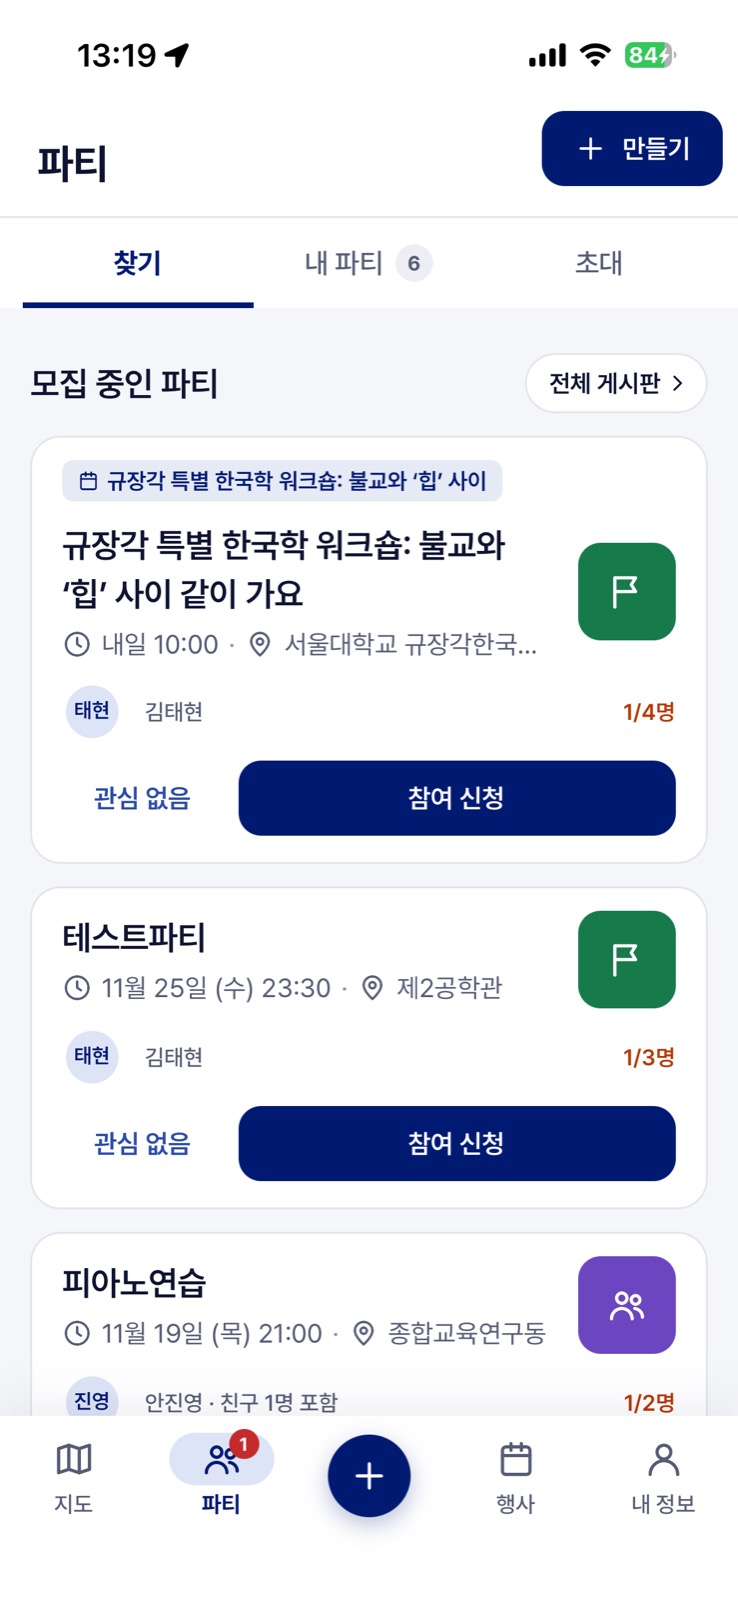 13:19
84
파티
만들기
찾기
내 파티 6
초대
모집 중인 파티
전체 게시판
규장각 특별 한국학 워크숍: 불교와 ‘힙’ 사이
규장각 특별 한국학 워크숍: 불교와
‘힙’ 사이 같이 가요
내일 10:00 · 서울대학교 규장각한국...
태현 김태현 1/4명
관심 없음 참여 신청
테스트파티
11월 25일 (수) 23:30 · 제2공학관
태현 김태현 1/3명
관심 없음 참여 신청
피아노연습
11월 19일 (목) 21:00 · 종합교육연구동
진영 안진영 · 친구 1명 포함 1/2명
1
지도 파티 행사 내 정보